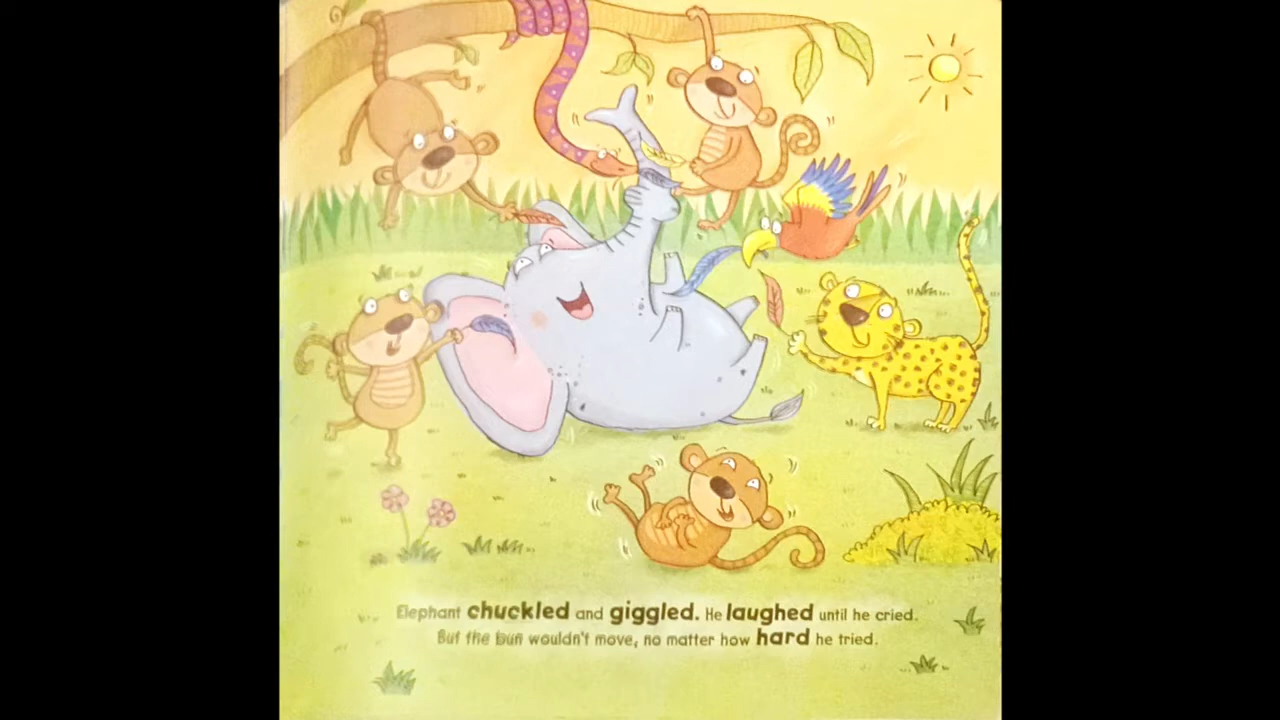 Elephant chuckled and giggled. He laughed until he cried.
But the bun wouldn't move, no matter how hard he tried.